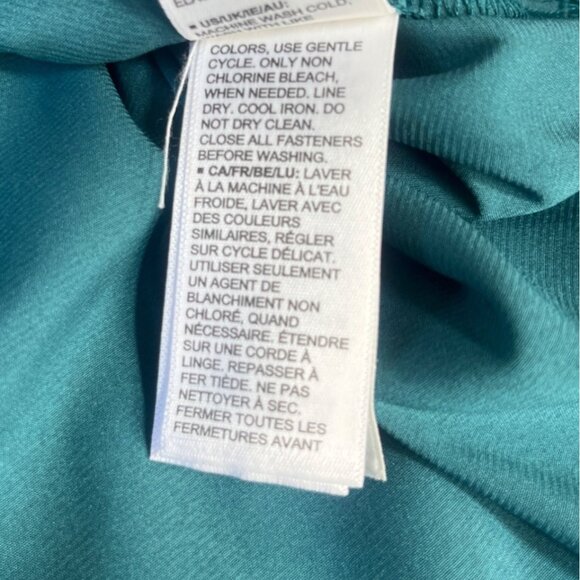 ▪ US/UK/IE/AU:
MACHINE WASH COLD.
WITH LIKE
COLORS, USE GENTLE
CYCLE. ONLY NON
CHLORINE BLEACH,
WHEN NEEDED. LINE
DRY. COOL IRON. DO
NOT DRY CLEAN.
CLOSE ALL FASTENERS
BEFORE WASHING.
▪ CA/FR/BE/LU: LAVER
À LA MACHINE À L'EAU
FROIDE, LAVER AVEC
DES COULEURS
SIMILAIRES, RÉGLER
SUR CYCLE DÉLICAT.
UTILISER SEULEMENT
UN AGENT DE
BLANCHIMENT NON
CHLORÉ, QUAND
NÉCESSAIRE. ÉTENDRE
SUR UNE CORDE À
LINGE. REPASSER À
FER TIÈDE. NE PAS
NETTOYER À SEC.
FERMER TOUTES LES
FERMETURES AVANT